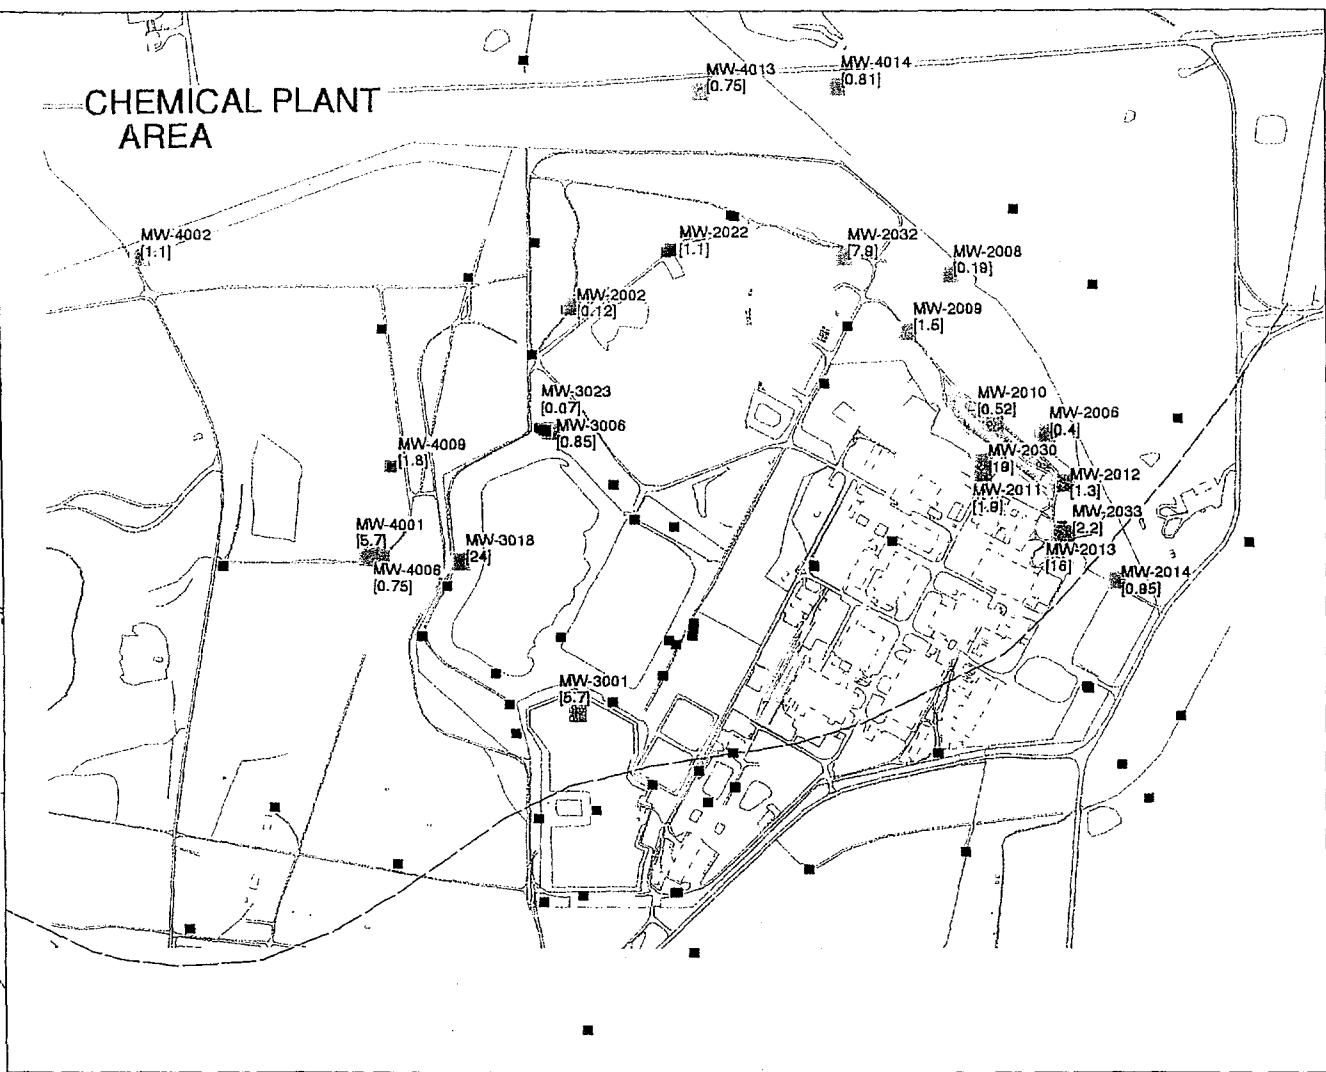 MW-4013
[0.75]
MW-4014
[0.81]
CHEMICAL PLANT
AREA
MW-4002
[1.1]
MW-2022
[1.1]
MW-2032
[7.9]
MW-2008
[0.19]
MW-2002
[0.12]
MW-2009
[1.5]
MW-3023
[0.07]
MW-3006
[0.85]
MW-2010
[0.52]
MW-2006
[0.4]
MW-4009
[1.8]
MW-2030
[19]
MW-2012
[1.3]
MW-2011
[1.9]
MW-4001
[5.7]
MW-2033
[2.2]
MW-3018
[24]
MW-2013
[16]
MW-4006
[0.75]
MW-2014
[0.95]
MW-3001
[5.7]